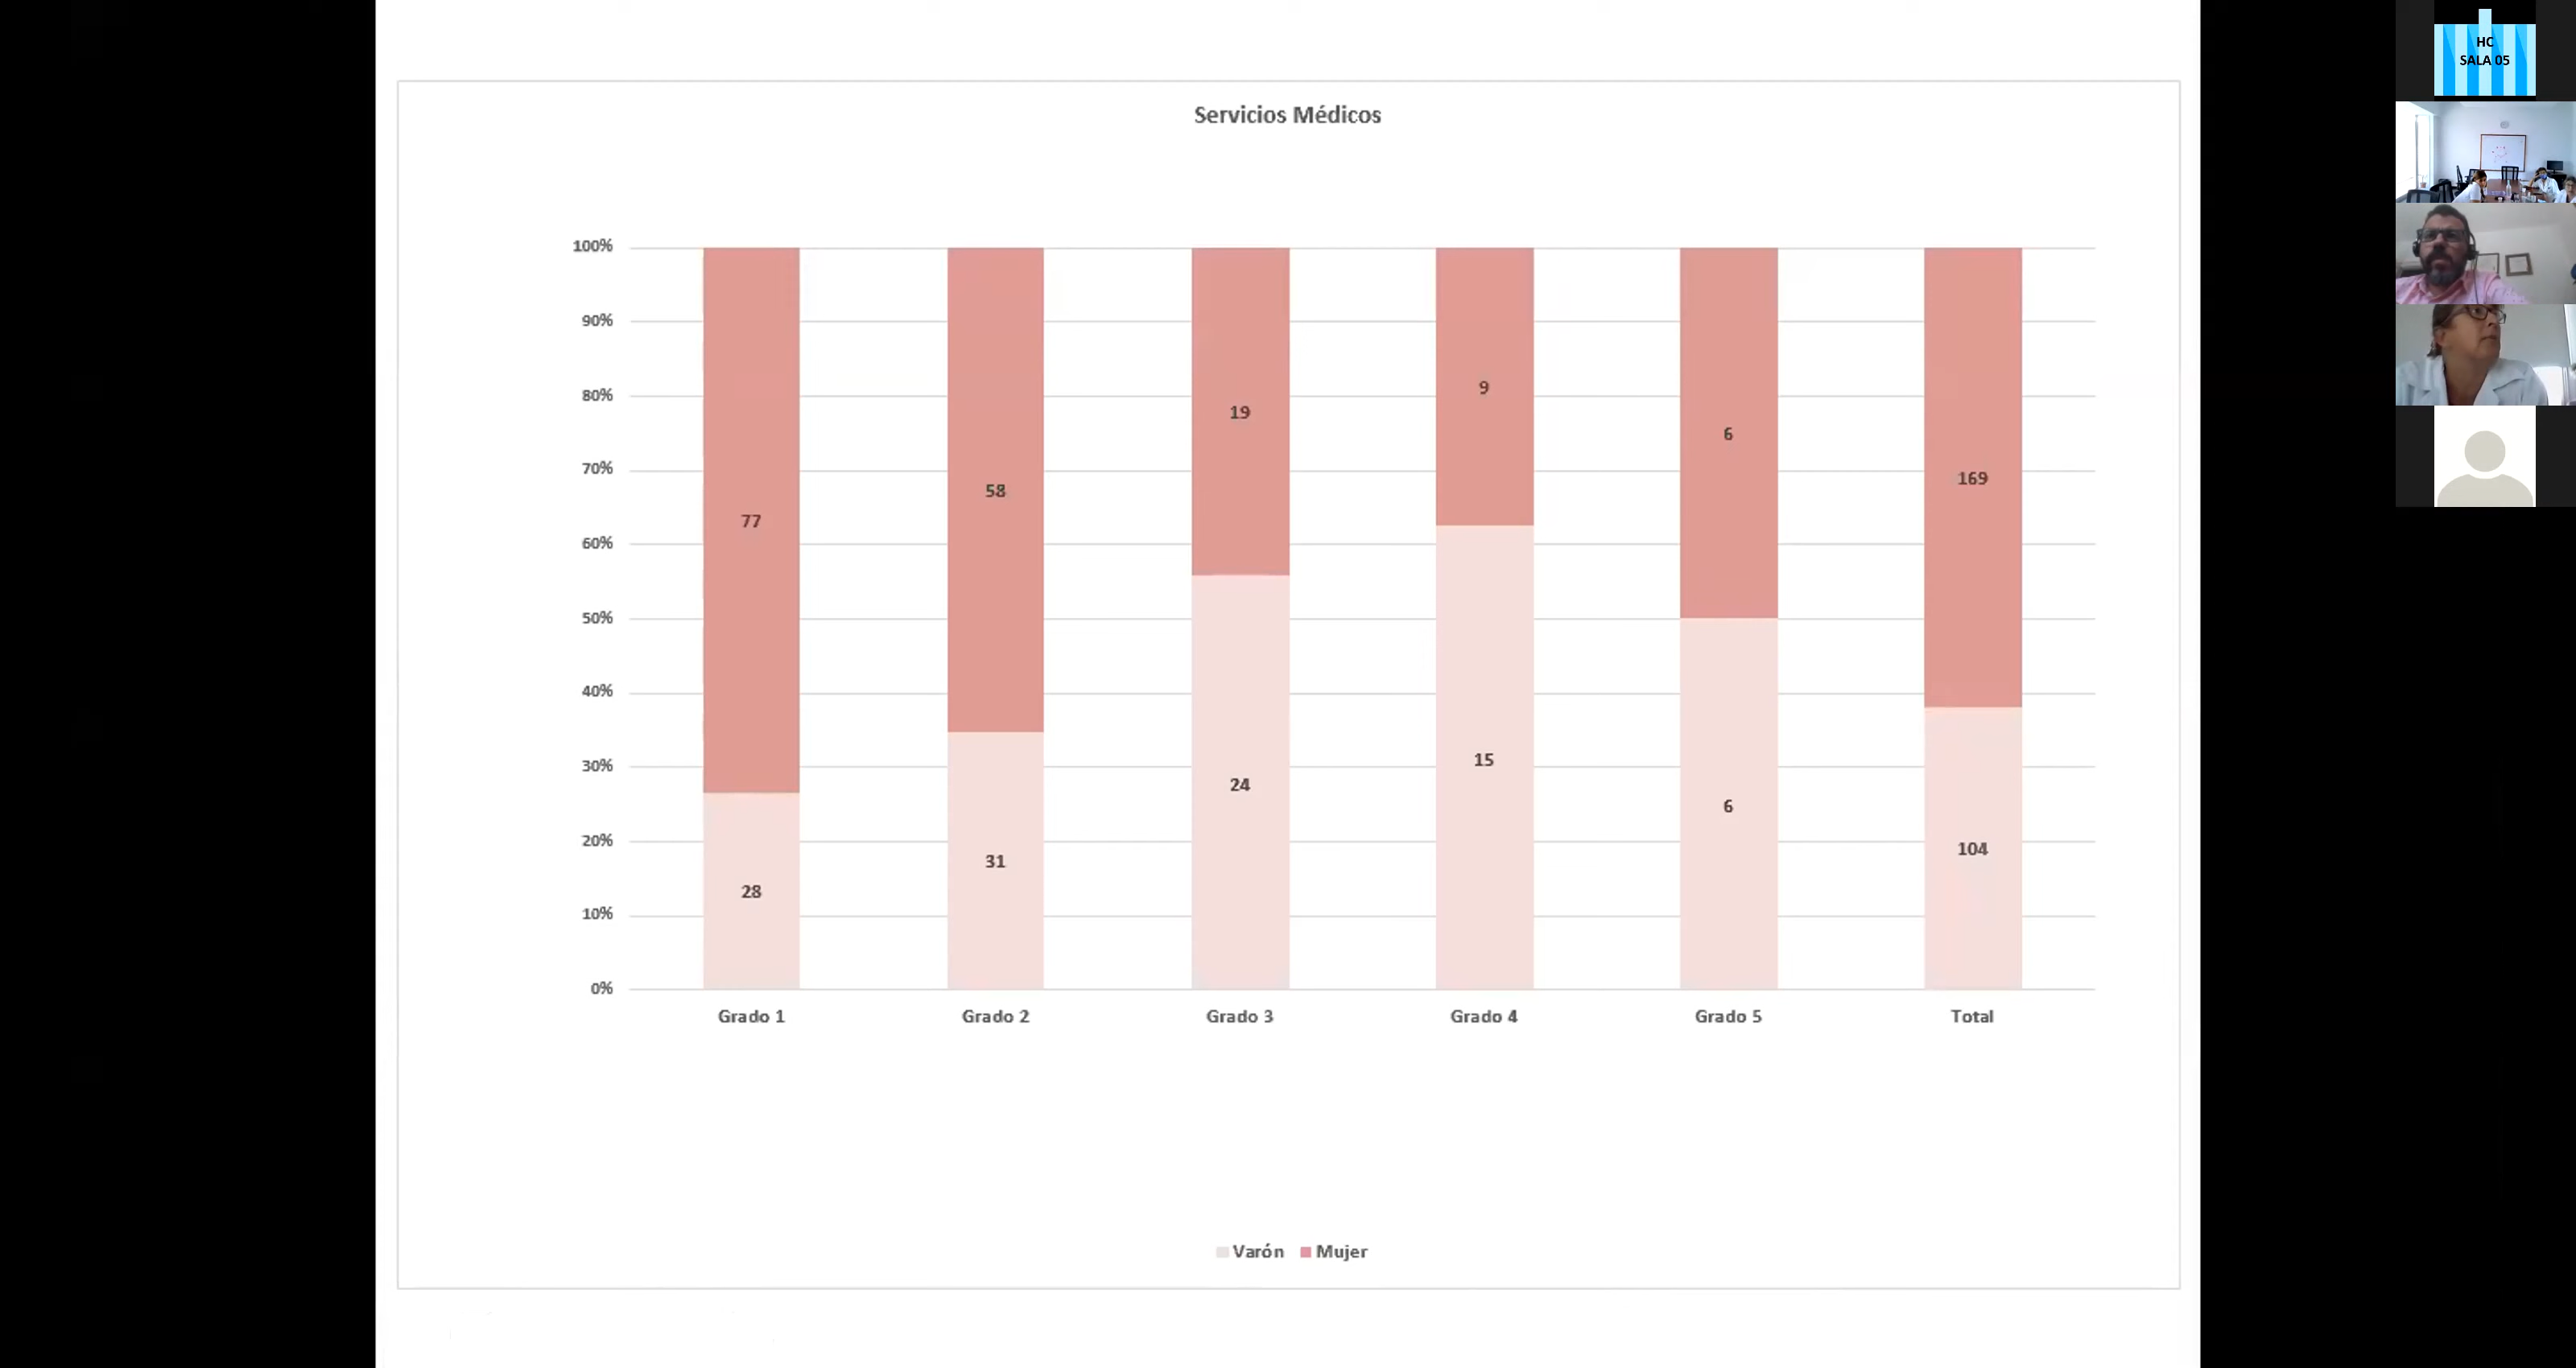 Servicios Médicos
100%
90%
80%
70%
60%
50%
40%
30%
20%
10%
0%
77
58
19
9
6
169
28
31
24
15
6
104
Grado 1
Grado 2
Grado 3
Grado 4
Grado 5
Total
Varón
Mujer
HC
SALA 05